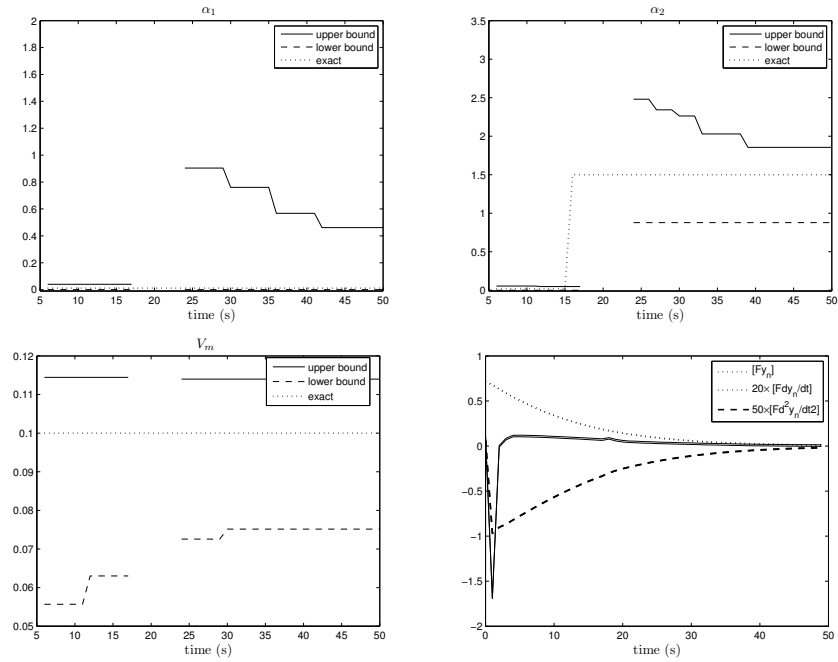 α₁
2
1.8
1.6
1.4
1.2
1
0.8
0.6
0.4
0.2
0
5 10 15 20 25 30 35 40 45 50
time (s)
upper bound
lower bound
exact
α₂
3.5
3
2.5
2
1.5
1
0.5
0
5 10 15 20 25 30 35 40 45 50
time (s)
upper bound
lower bound
exact
Vₘ
0.12
0.11
0.1
0.09
0.08
0.07
0.06
0.05
5 10 15 20 25 30 35 40 45 50
time (s)
upper bound
lower bound
exact
1
0.5
0
−0.5
−1
−1.5
−2
0 10 20 30 40 50
time (s)
[Fyₙ]
20×[Fdyₙ/dt]
50×[Fd²yₙ/dt2]